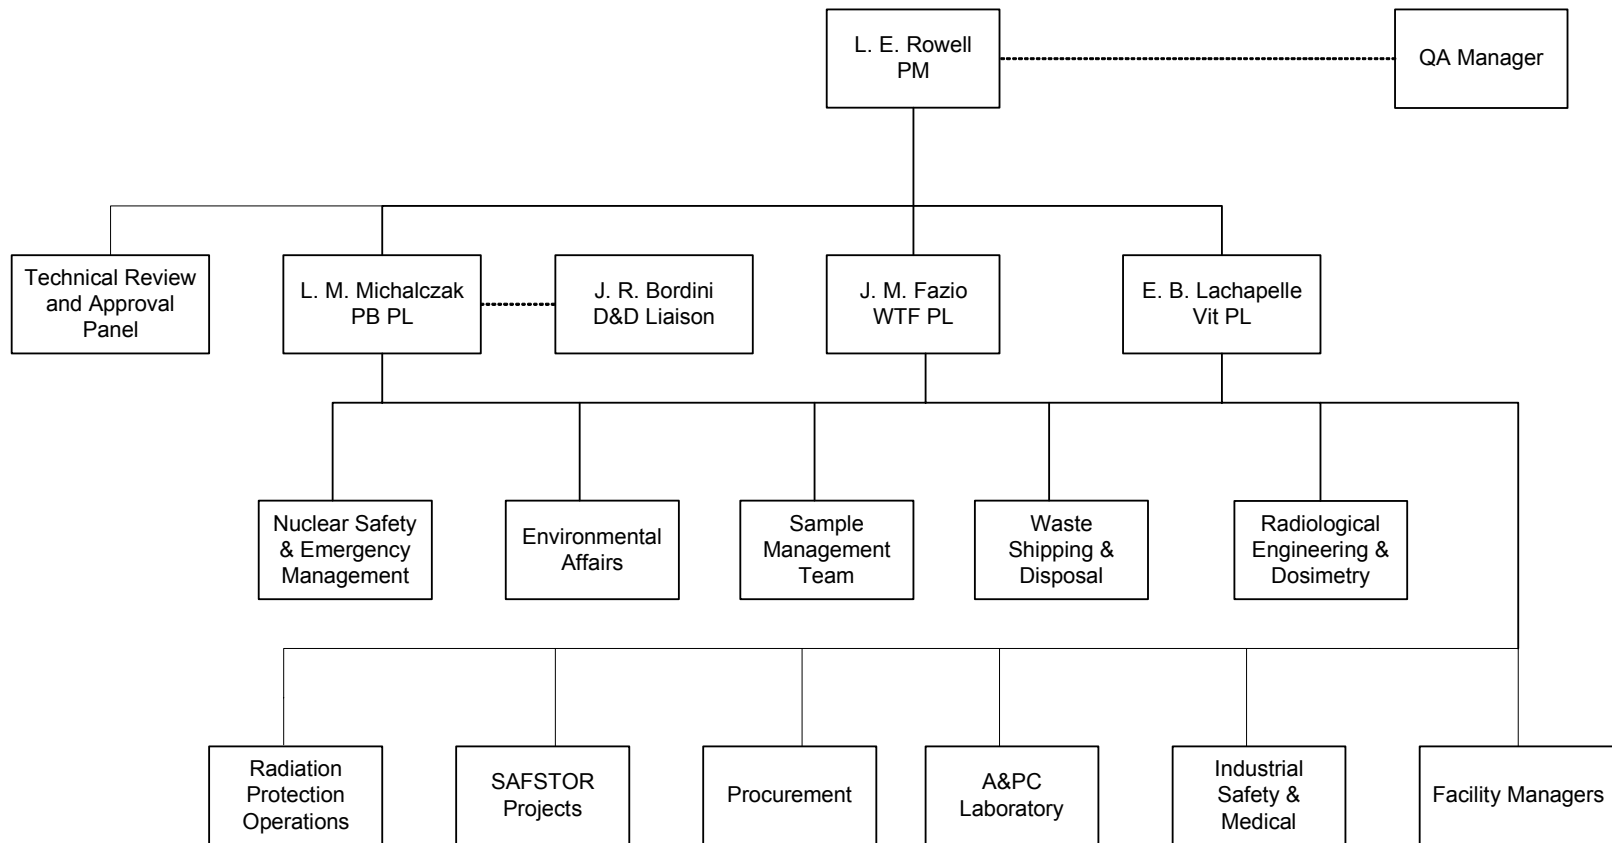 L. E. Rowell
PM
QA Manager
Technical Review
and Approval
Panel
L. M. Michalczak
PB PL
J. R. Bordini
D&D Liaison
J. M. Fazio
WTF PL
E. B. Lachapelle
Vit PL
Nuclear Safety
& Emergency
Management
Environmental
Affairs
Sample
Management
Team
Waste
Shipping &
Disposal
Radiological
Engineering &
Dosimetry
Radiation
Protection
Operations
SAFSTOR
Projects
Procurement
A&PC
Laboratory
Industrial
Safety &
Medical
Facility Managers